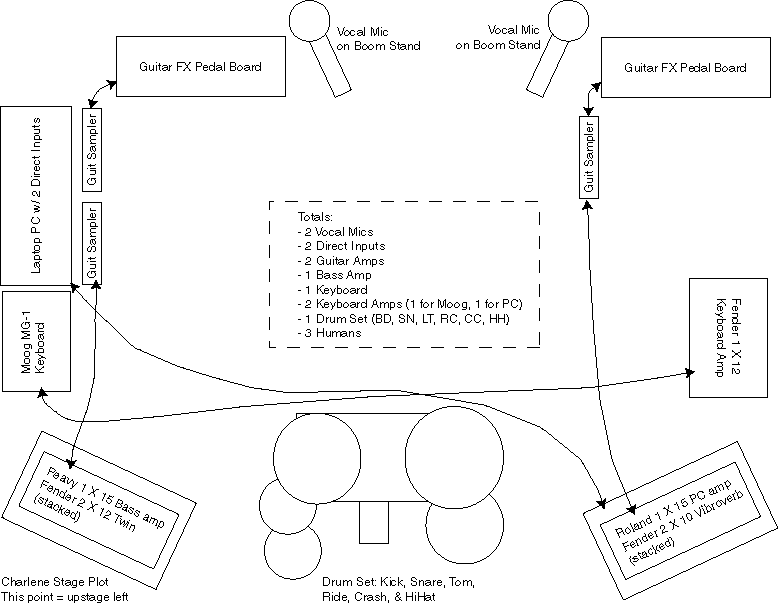 Vocal Mic
on Boom Stand
Vocal Mic
on Boom Stand
Guitar FX Pedal Board
Guitar FX Pedal Board
Laptop PC w/ 2 Direct Inputs
Guit Sampler
Guit Sampler
Guit Sampler
Totals:
- 2 Vocal Mics
- 2 Direct Inputs
- 2 Guitar Amps
- 1 Bass Amp
- 1 Keyboard
- 2 Keyboard Amps (1 for Moog, 1 for PC)
- 1 Drum Set (BD, SN, LT, RC, CC, HH)
- 3 Humans
Moog MG-1
Keyboard
Fender 1 X 12
Keyboard Amp
Peavy 1 X 15 Bass amp
Fender 2 X 12 Twin
(stacked)
Roland 1 X 15 PC amp
Fender 2 X 10 Vibroverb
(stacked)
Charlene Stage Plot
This point = upstage left
Drum Set: Kick, Snare, Tom,
Ride, Crash, & HiHat